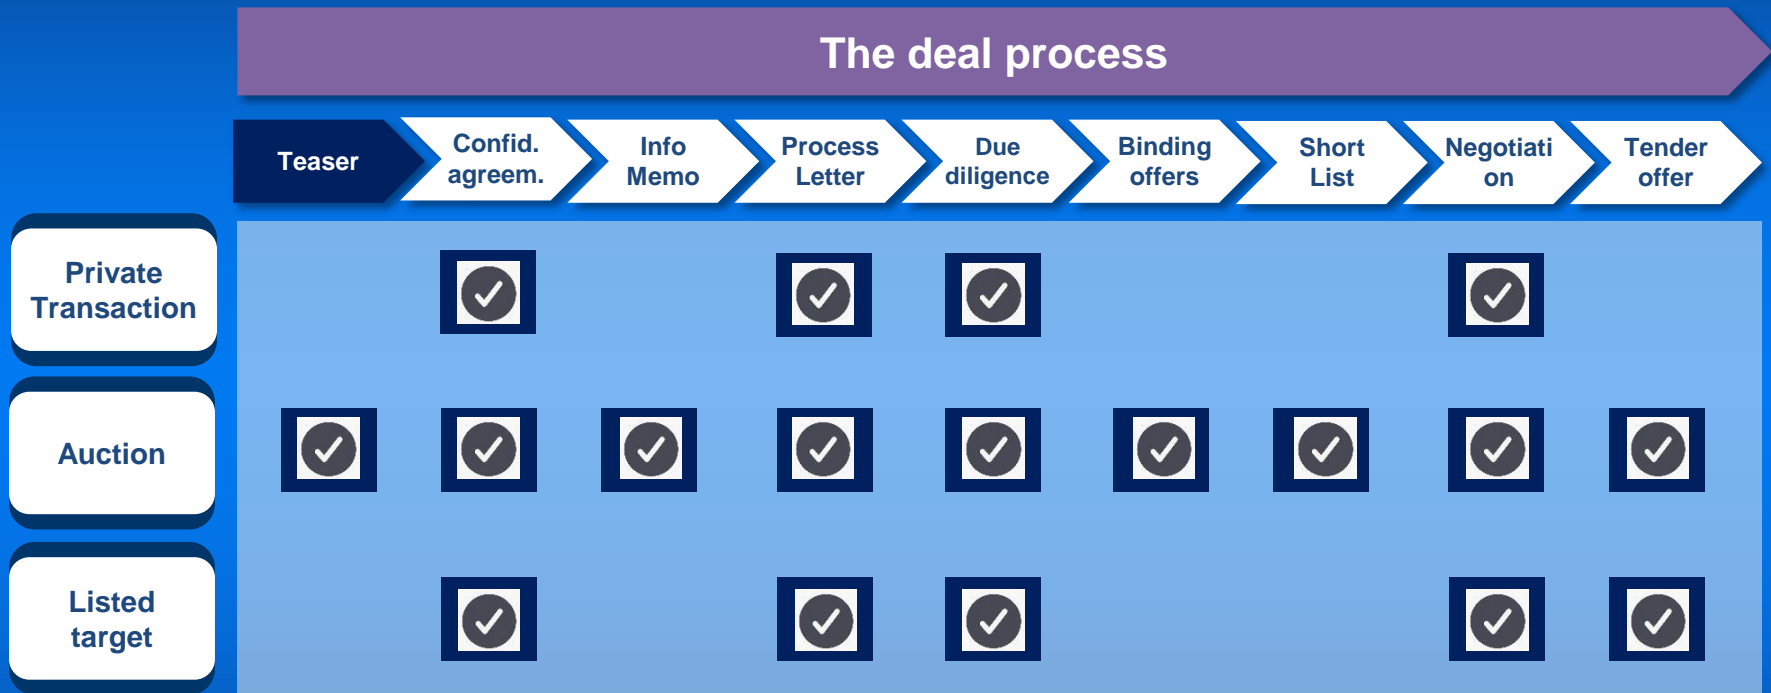 The deal process
Teaser
Confid.
agreem.
Info
Memo
Process
Letter
Due
diligence
Binding
offers
Short
List
Negotiati
on
Tender
offer
Private
Transaction
Auction
Listed
target